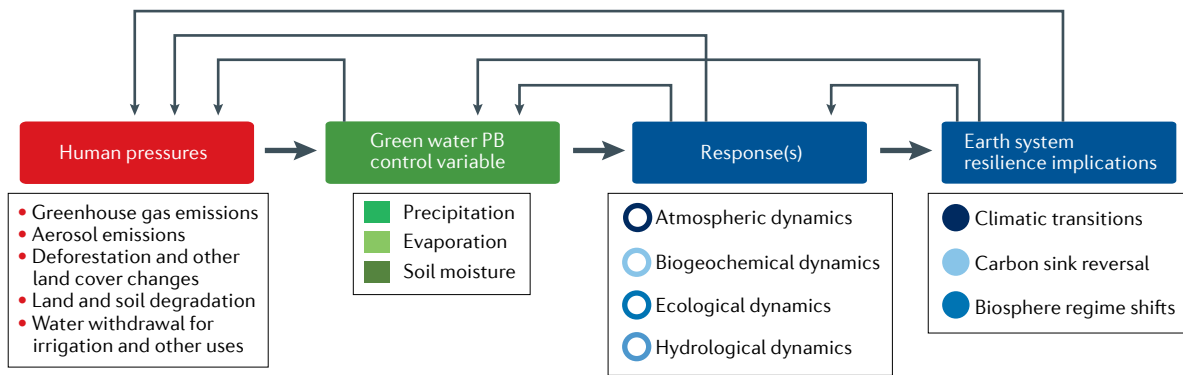 Human pressures
Green water PB
control variable
Response(s)
Earth system
resilience implications
• Greenhouse gas emissions
• Aerosol emissions
• Deforestation and other
land cover changes
• Land and soil degradation
• Water withdrawal for
irrigation and other uses
Precipitation
Evaporation
Soil moisture
Atmospheric dynamics
Biogeochemical dynamics
Ecological dynamics
Hydrological dynamics
Climatic transitions
Carbon sink reversal
Biosphere regime shifts